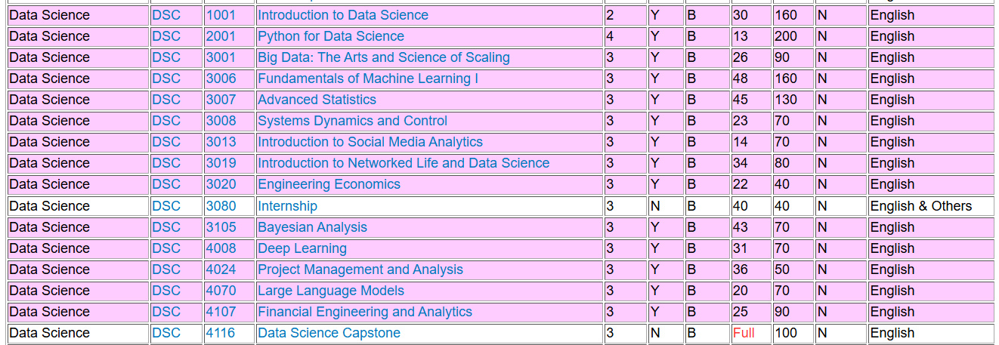 Data Science DSC 1001 Introduction to Data Science 2 Y B 30 160 N English
Data Science DSC 2001 Python for Data Science 4 Y B 13 200 N English
Data Science DSC 3001 Big Data: The Arts and Science of Scaling 3 Y B 26 90 N English
Data Science DSC 3006 Fundamentals of Machine Learning I 3 Y B 48 160 N English
Data Science DSC 3007 Advanced Statistics 3 Y B 45 130 N English
Data Science DSC 3008 Systems Dynamics and Control 3 Y B 23 70 N English
Data Science DSC 3013 Introduction to Social Media Analytics 3 Y B 14 70 N English
Data Science DSC 3019 Introduction to Networked Life and Data Science 3 Y B 34 80 N English
Data Science DSC 3020 Engineering Economics 3 Y B 22 40 N English
Data Science DSC 3080 Internship 3 N B 40 40 N English & Others
Data Science DSC 3105 Bayesian Analysis 3 Y B 43 70 N English
Data Science DSC 4008 Deep Learning 3 Y B 31 70 N English
Data Science DSC 4024 Project Management and Analysis 3 Y B 36 50 N English
Data Science DSC 4070 Large Language Models 3 Y B 20 70 N English
Data Science DSC 4107 Financial Engineering and Analytics 3 Y B 25 90 N English
Data Science DSC 4116 Data Science Capstone 3 N B Full 100 N English